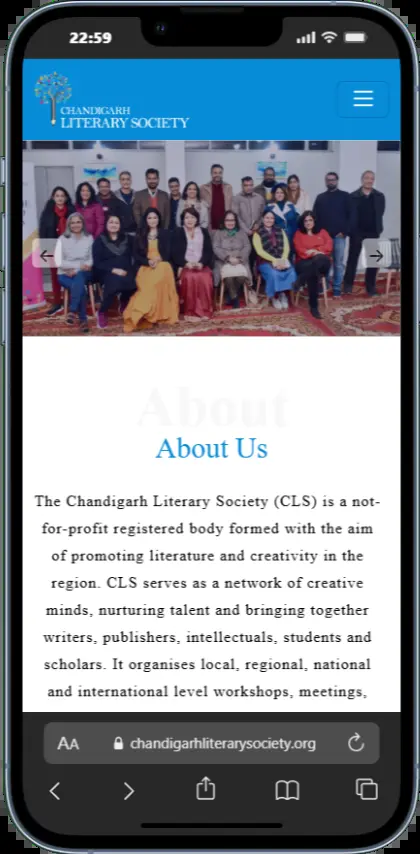 22:59
CHANDIGARH
LITERARY SOCIETY
About
About Us
The Chandigarh Literary Society (CLS) is a not-
for-profit registered body formed with the aim
of promoting literature and creativity in the
region. CLS serves as a network of creative
minds, nurturing talent and bringing together
writers, publishers, intellectuals, students and
scholars. It organises local, regional, national
and international level workshops, meetings,
AA
chandigarhliterarysociety.org